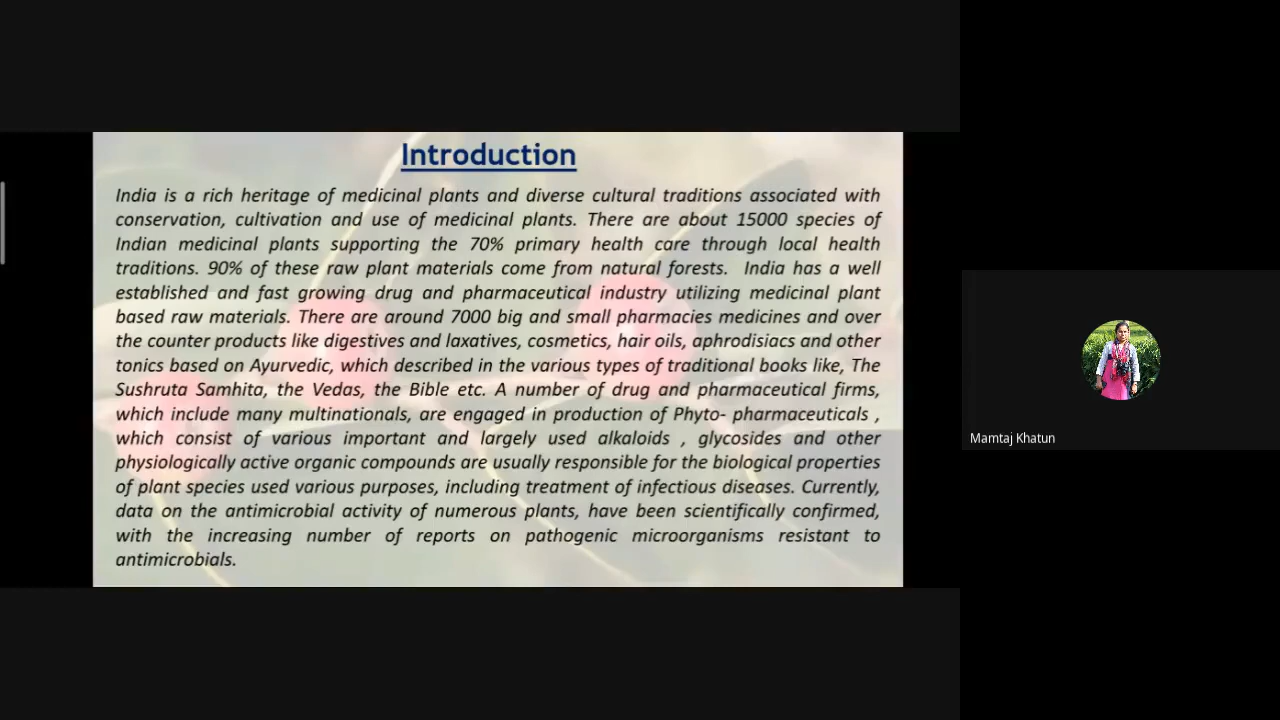 Introduction
India is a rich heritage of medicinal plants and diverse cultural traditions associated with
conservation, cultivation and use of medicinal plants. There are about 15000 species of
Indian medicinal plants supporting the 70% primary health care through local health
traditions. 90% of these raw plant materials come from natural forests. India has a well
established and fast growing drug and pharmaceutical industry utilizing medicinal plant
based raw materials. There are around 7000 big and small pharmacies medicines and over
the counter products like digestives and laxatives, cosmetics, hair oils, aphrodisiacs and other
tonics based on Ayurvedic, which described in the various types of traditional books like, The
Sushruta Samhita, the Vedas, the Bible etc. A number of drug and pharmaceutical firms,
which include many multinationals, are engaged in production of Phyto- pharmaceuticals ,
which consist of various important and largely used alkaloids , glycosides and other
physiologically active organic compounds are usually responsible for the biological properties
of plant species used various purposes, including treatment of infectious diseases. Currently,
data on the antimicrobial activity of numerous plants, have been scientifically confirmed,
with the increasing number of reports on pathogenic microorganisms resistant to
antimicrobials.
Mamtaj Khatun